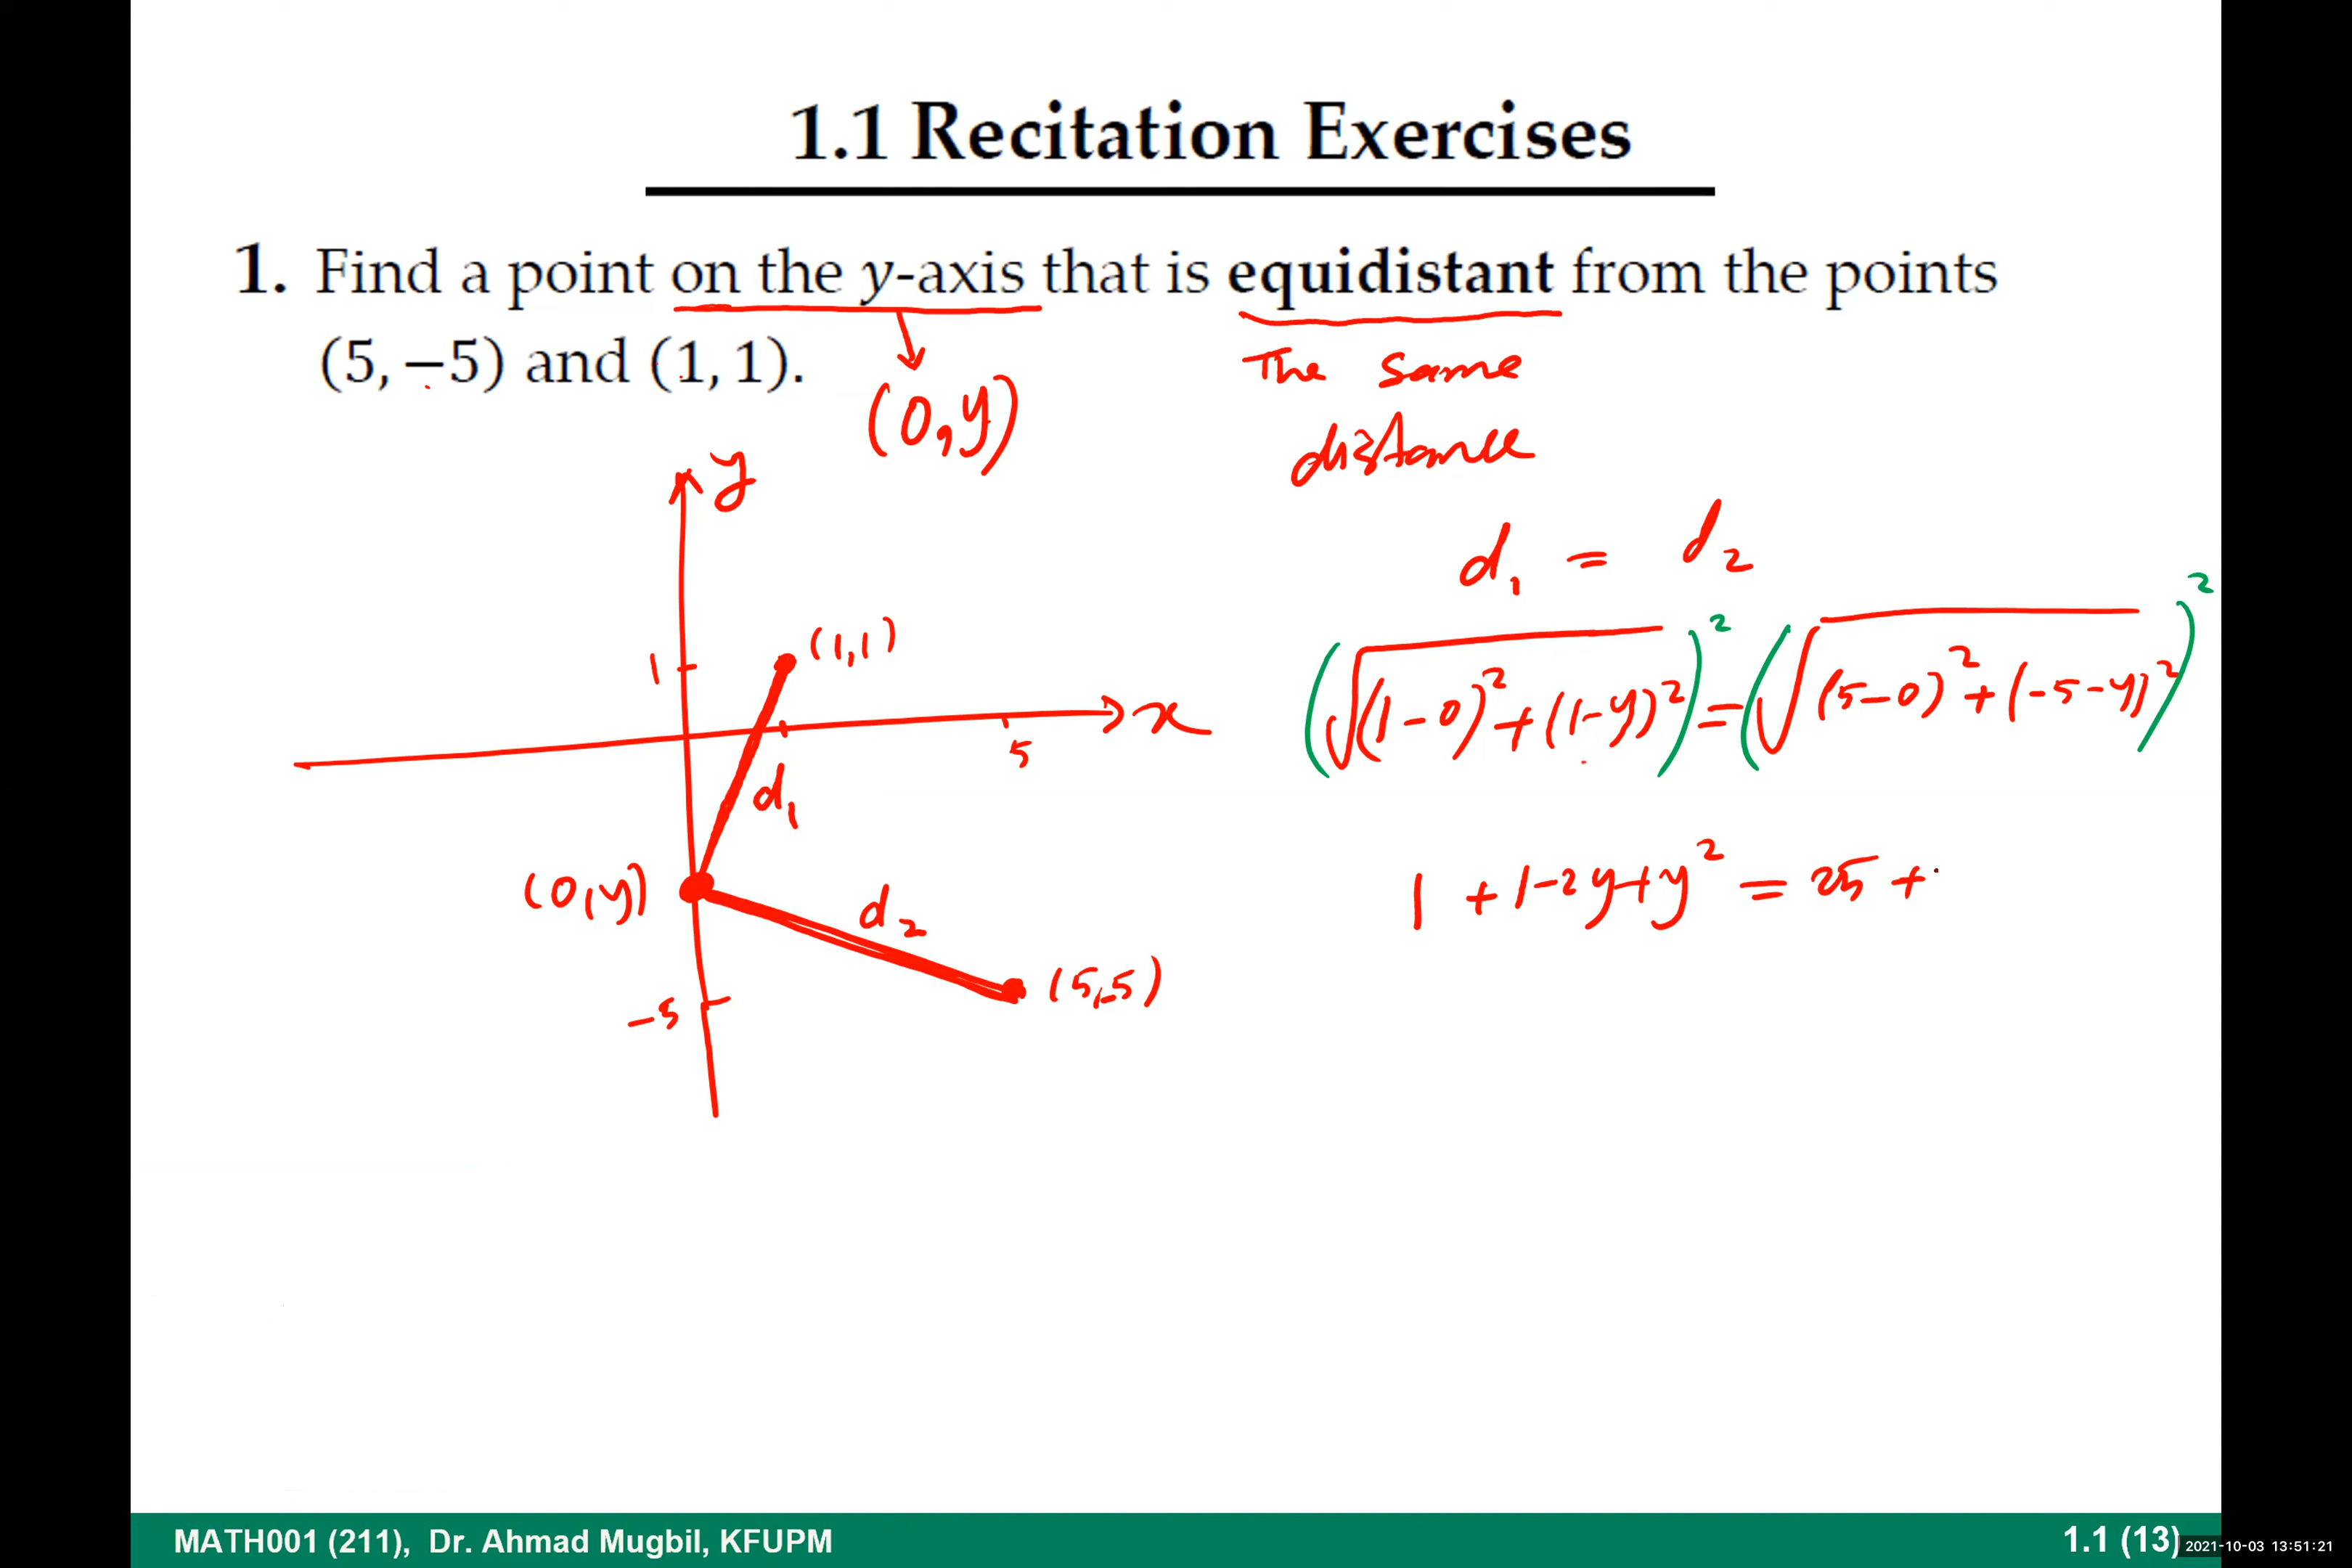 1.1 Recitation Exercises
1. Find a point on the y-axis that is equidistant from the points
(5, −5) and (1, 1).
The same
(0, y)
distance
y
d₁ = d₂
1
(1,1)
(√((1-0)²+(1-y)²))² = (√((5-0)²+(-5-y)²))²
x
5
d₁
(0,y)
1 +1-2y+y² = 25 +
d₂
(5,-5)
-5
MATH001 (211), Dr. Ahmad Mugbil, KFUPM
1.1 (13)
2021-10-03 13:51:21